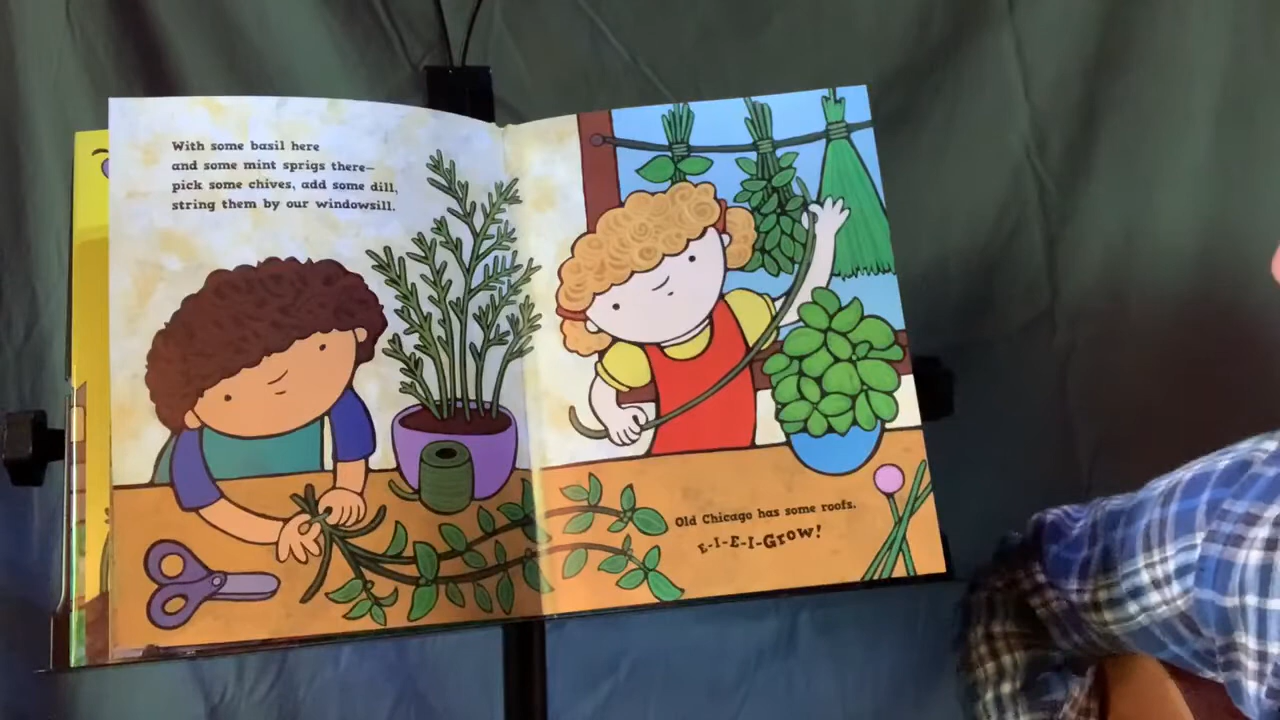 With some basil here
and some mint sprigs there—
pick some chives, add some dill,
string them by our windowsill.
Old Chicago has some roofs,
E-I-E-I-Grow!